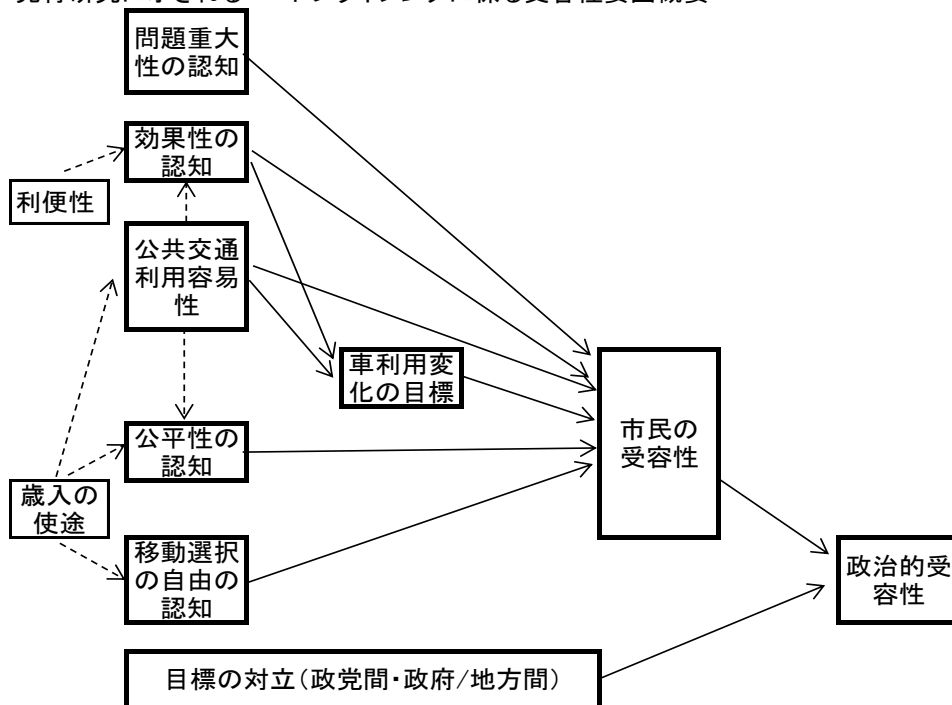 問題重大
性の認知
効果性の
認知
利便性
公共交通
利用容易
性
車利用変
化の目標
市民の
受容性
公平性の
認知
歳入の
使途
移動選択
の自由の
認知
政治的受
容性
目標の対立(政党間・政府/地方間)